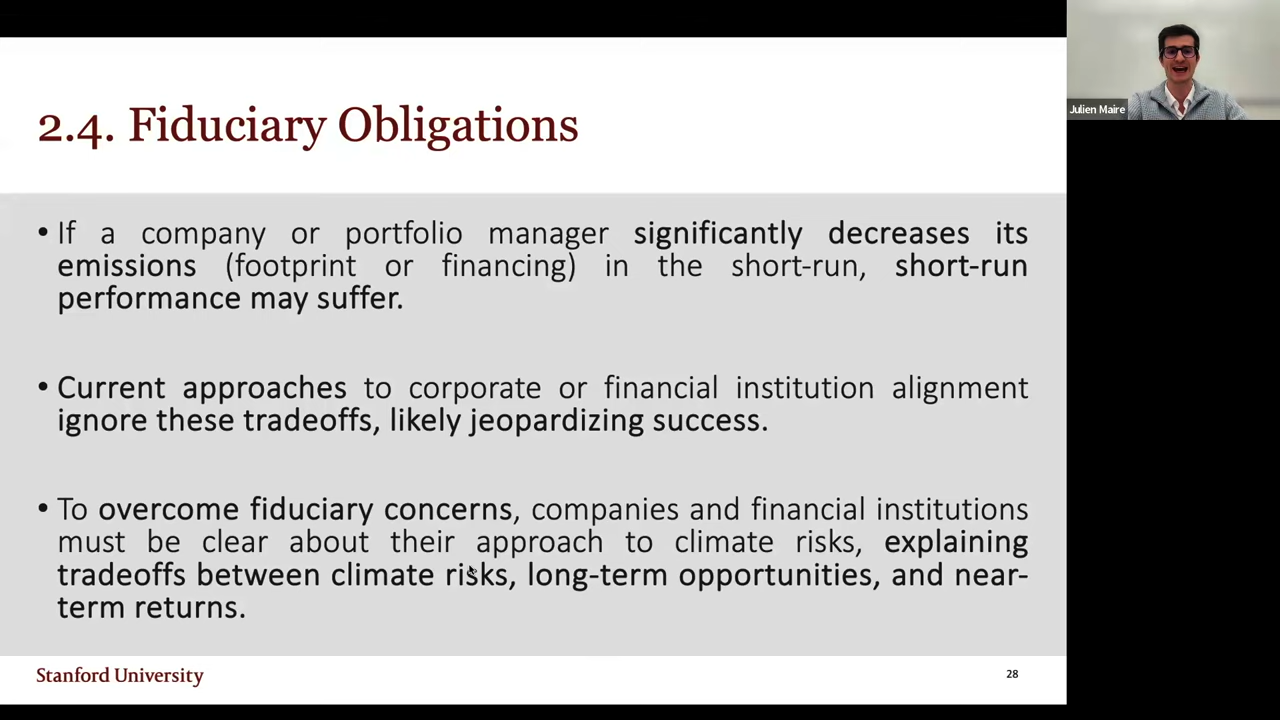 2.4. Fiduciary Obligations
• If a company or portfolio manager significantly decreases its
emissions (footprint or financing) in the short-run, short-run
performance may suffer.
• Current approaches to corporate or financial institution alignment
ignore these tradeoffs, likely jeopardizing success.
• To overcome fiduciary concerns, companies and financial institutions
must be clear about their approach to climate risks, explaining
tradeoffs between climate risks, long-term opportunities, and near-
term returns.
Stanford University
28
Julien Maire